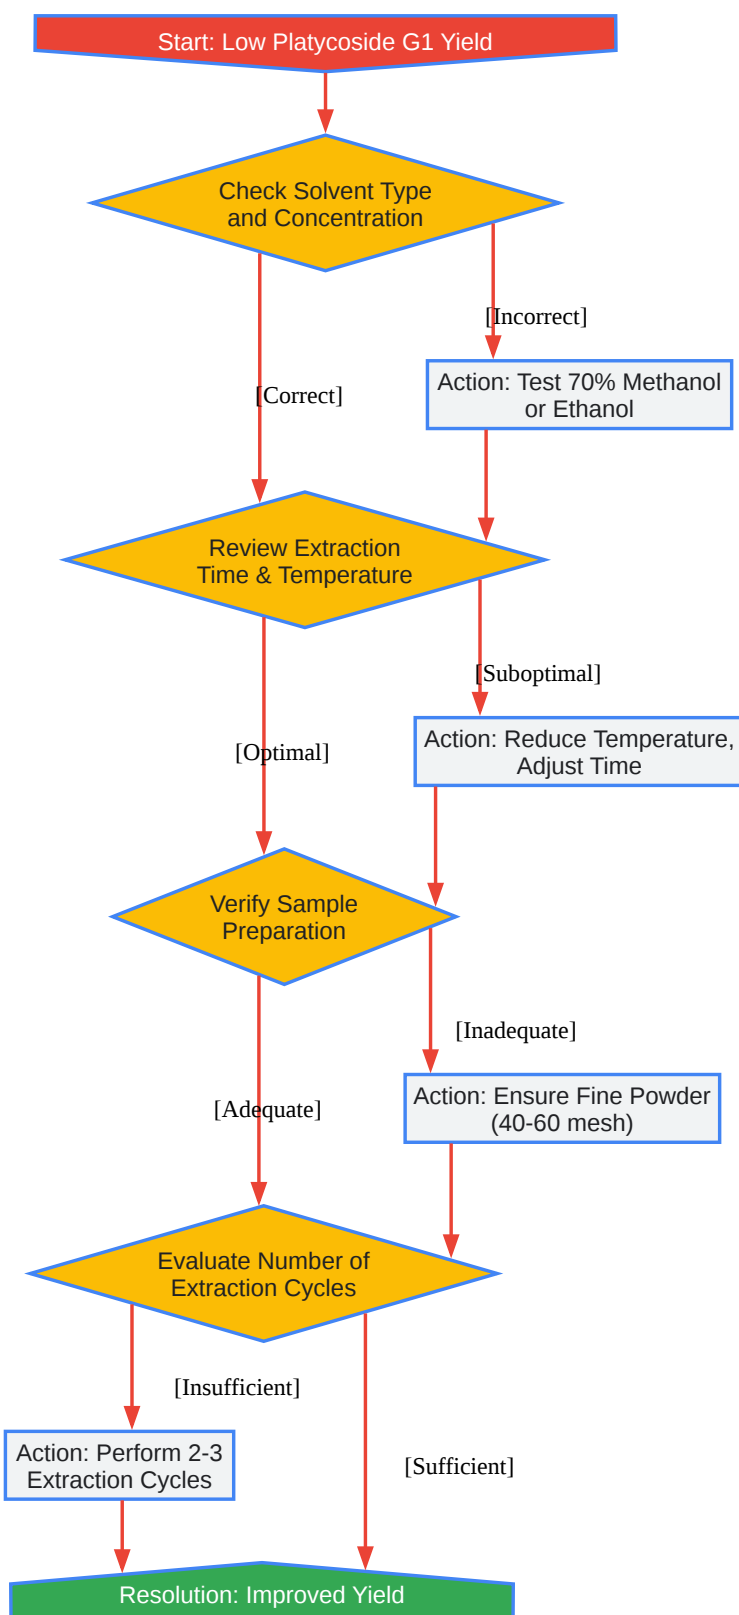 Start: Low Platycoside G1 Yield
Check Solvent Type
and Concentration
[Incorrect]
[Correct]
Action: Test 70% Methanol
or Ethanol
Review Extraction
Time & Temperature
[Suboptimal]
[Optimal]
Action: Reduce Temperature,
Adjust Time
Verify Sample
Preparation
[Inadequate]
[Adequate]
Action: Ensure Fine Powder
(40-60 mesh)
Evaluate Number of
Extraction Cycles
[Insufficient]
[Sufficient]
Action: Perform 2-3
Extraction Cycles
Resolution: Improved Yield